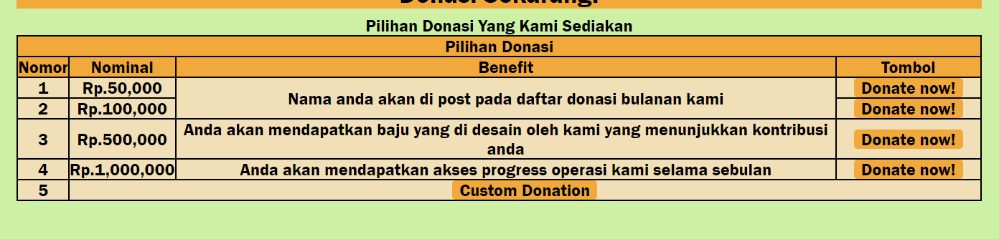 Donasi Sekarang!
Pilihan Donasi Yang Kami Sediakan
Pilihan Donasi
Nomor Nominal Benefit Tombol
1 Rp.50,000 Nama anda akan di post pada daftar donasi bulanan kami Donate now!
2 Rp.100,000 Donate now!
3 Rp.500,000 Anda akan mendapatkan baju yang di desain oleh kami yang menunjukkan kontribusi
anda Donate now!
4 Rp.1,000,000 Anda akan mendapatkan akses progress operasi kami selama sebulan Donate now!
5 Custom Donation